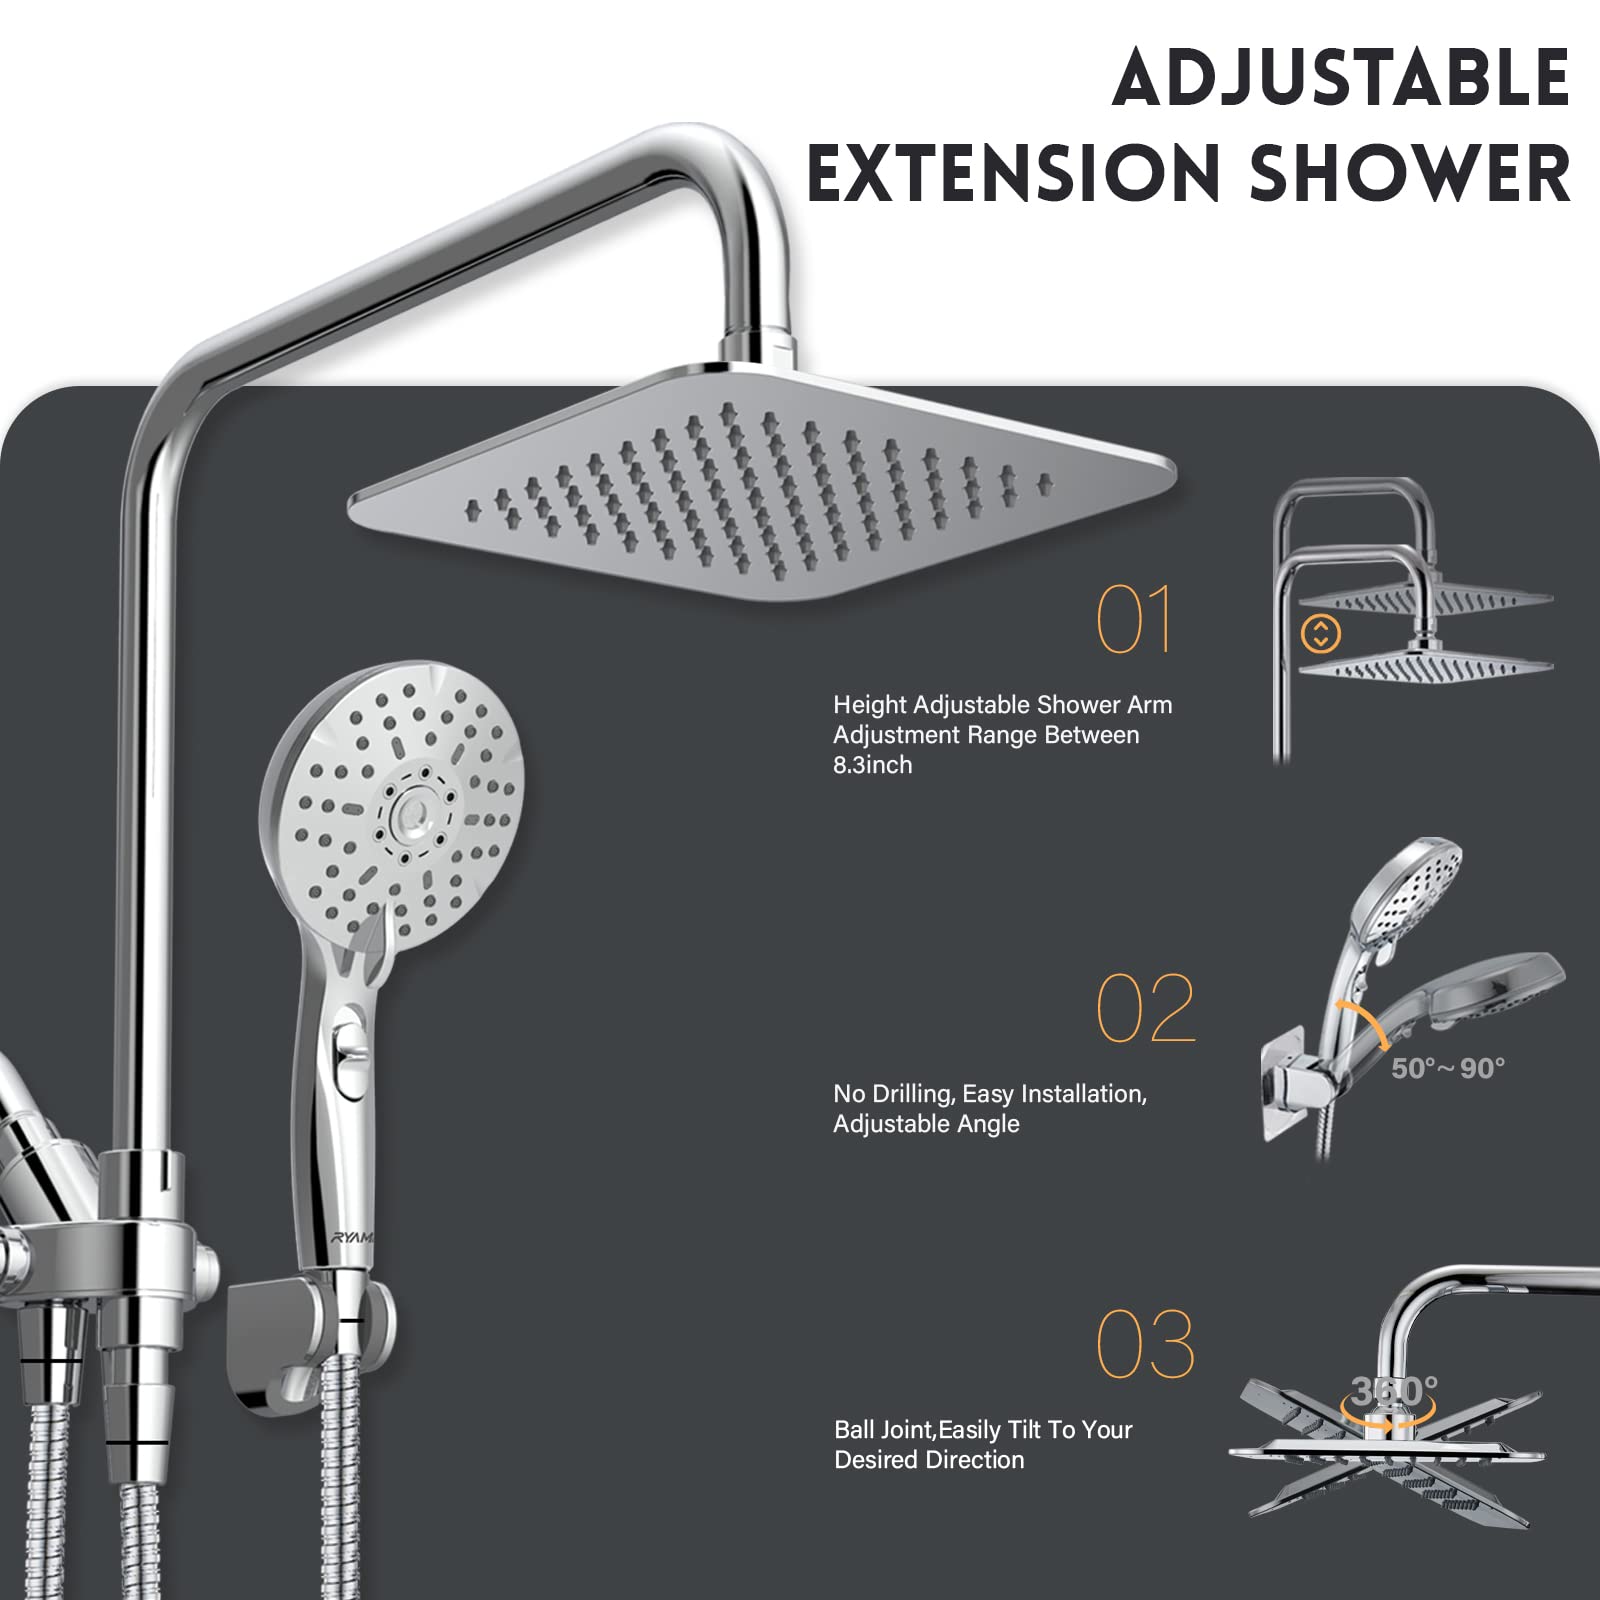 ADJUSTABLE
EXTENSION SHOWER
01
Height Adjustable Shower Arm
Adjustment Range Between
8.3inch
02
No Drilling, Easy Installation,
Adjustable Angle
50°~90°
03
Ball Joint,Easily Tilt To Your
Desired Direction
360°